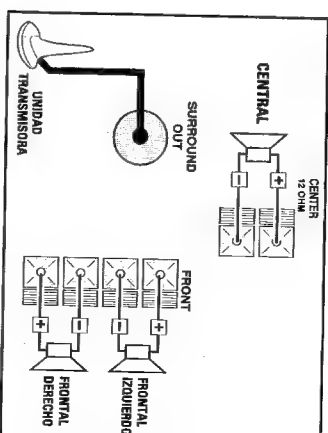 CENTER
12 OHM
CENTRAL
+
-
SURROUND
OUT
UNIDAD
TRANSMISORA
FRONT
+
-
-
+
FRONTAL
IZQUIERDO
FRONTAL
DERECHO